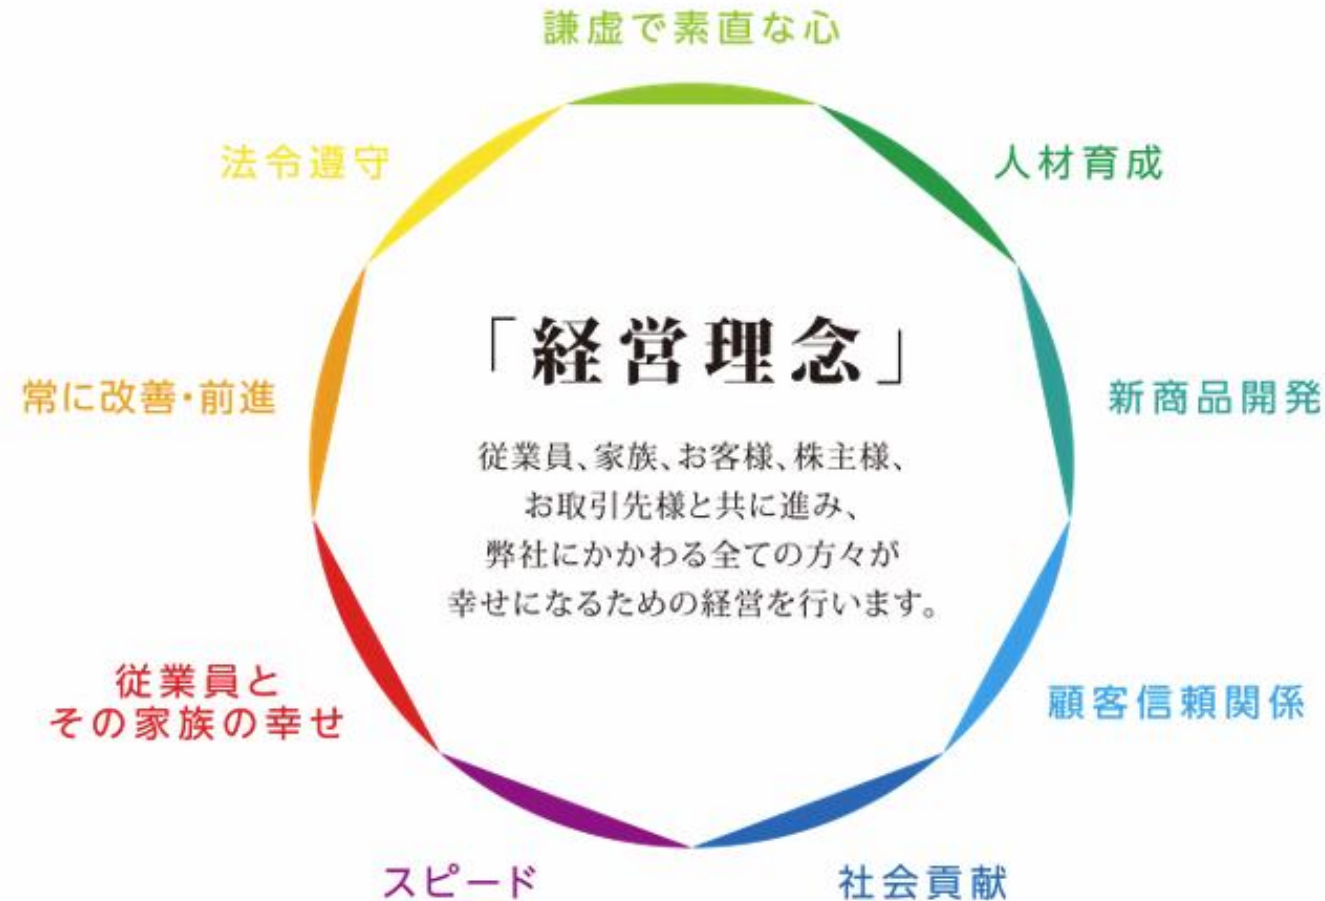 謙虚で素直な心
法令遵守
人材育成
「経営理念」
常に改善・前進
新商品開発
従業員、家族、お客様、株主様、
お取引先様と共に進み、
弊社にかかわる全ての方々が
幸せになるための経営を行います。
従業員と
その家族の幸せ
顧客信頼関係
スピード
社会貢献